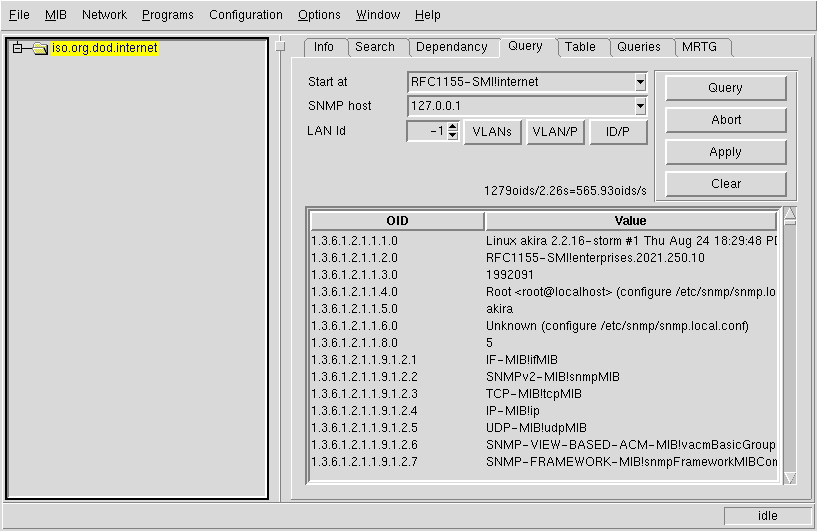 File MIB Network Programs Configuration Options Window Help
iso.org.dod.internet
Info Search Dependancy Query Table Queries MRTG
Start at RFC1155-SMI!internet
SNMP host 127.0.0.1
LAN Id -1 VLANs VLAN/P ID/P
Query
Abort
Apply
Clear
1279oids/2.26s=565.93oids/s
OID Value
1.3.6.1.2.1.1.1.0 Linux akira 2.2.16-storm #1 Thu Aug 24 18:29:48 PD
1.3.6.1.2.1.1.2.0 RFC1155-SMI!enterprises.2021.250.10
1.3.6.1.2.1.1.3.0 1992091
1.3.6.1.2.1.1.4.0 Root <root@localhost> (configure /etc/snmp/snmp.lo
1.3.6.1.2.1.1.5.0 akira
1.3.6.1.2.1.1.6.0 Unknown (configure /etc/snmp/snmp.local.conf)
1.3.6.1.2.1.1.8.0 5
1.3.6.1.2.1.1.9.1.2.1 IF-MIB!ifMIB
1.3.6.1.2.1.1.9.1.2.2 SNMPv2-MIB!snmpMIB
1.3.6.1.2.1.1.9.1.2.3 TCP-MIB!tcpMIB
1.3.6.1.2.1.1.9.1.2.4 IP-MIB!ip
1.3.6.1.2.1.1.9.1.2.5 UDP-MIB!udpMIB
1.3.6.1.2.1.1.9.1.2.6 SNMP-VIEW-BASED-ACM-MIB!vacmBasicGroup
1.3.6.1.2.1.1.9.1.2.7 SNMP-FRAMEWORK-MIB!snmpFrameworkMIBCom
idle